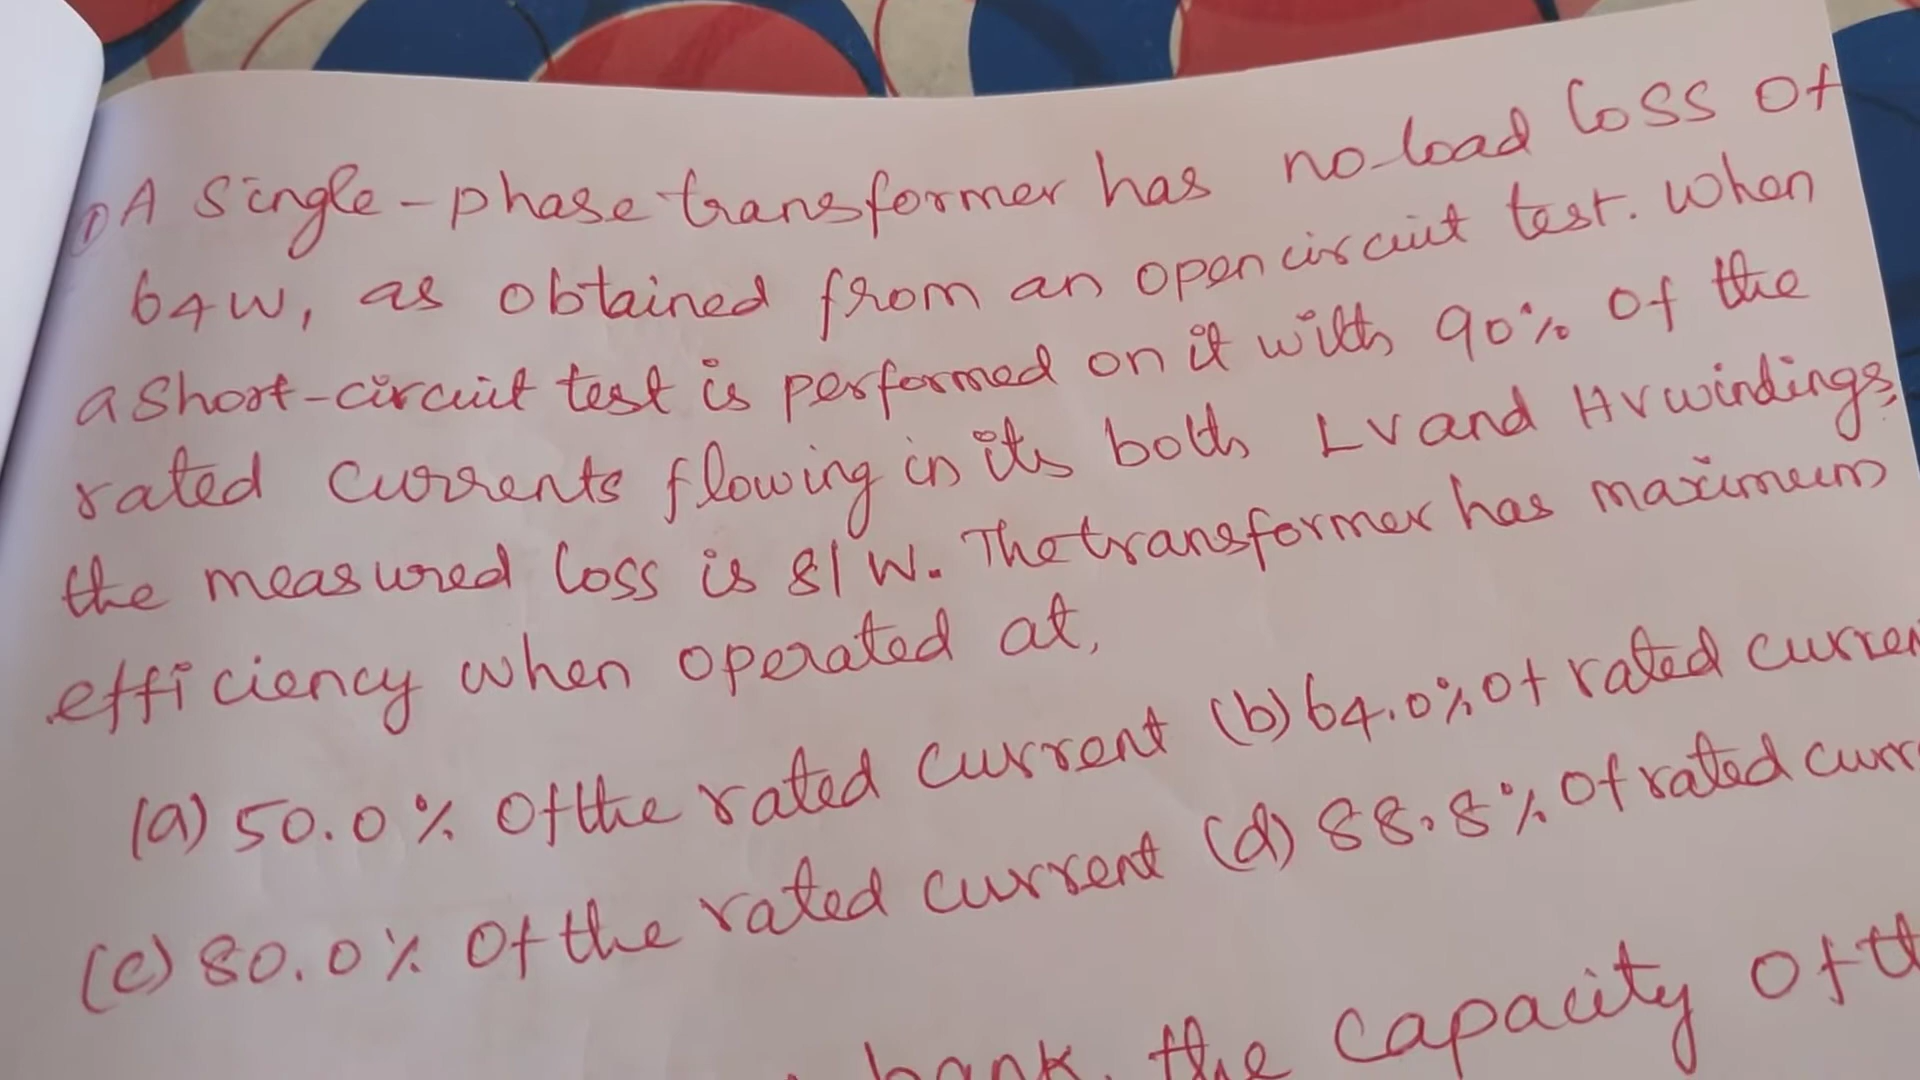 1) A single-phase transformer has no-load loss of
64W, as obtained from an open circuit test. When
a short-circuit test is performed on it with 90% of the
rated currents flowing in its both LV and HV windings,
the measured loss is 81W. The transformer has maximum
efficiency when operated at,
(a) 50.0% of the rated current (b) 64.0% of rated curren
(c) 80.0% of the rated current (d) 88.8% of rated curr
bank, the capacity of th